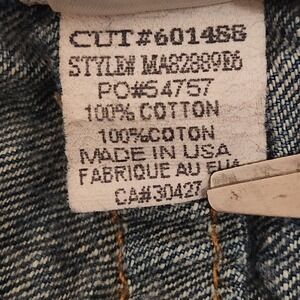 CUT#601488
STYLE# MA82889D6
PO#54757
100% COTTON
100%COTON
MADE IN USA
FABRIQUE AU EUA
CA#30427